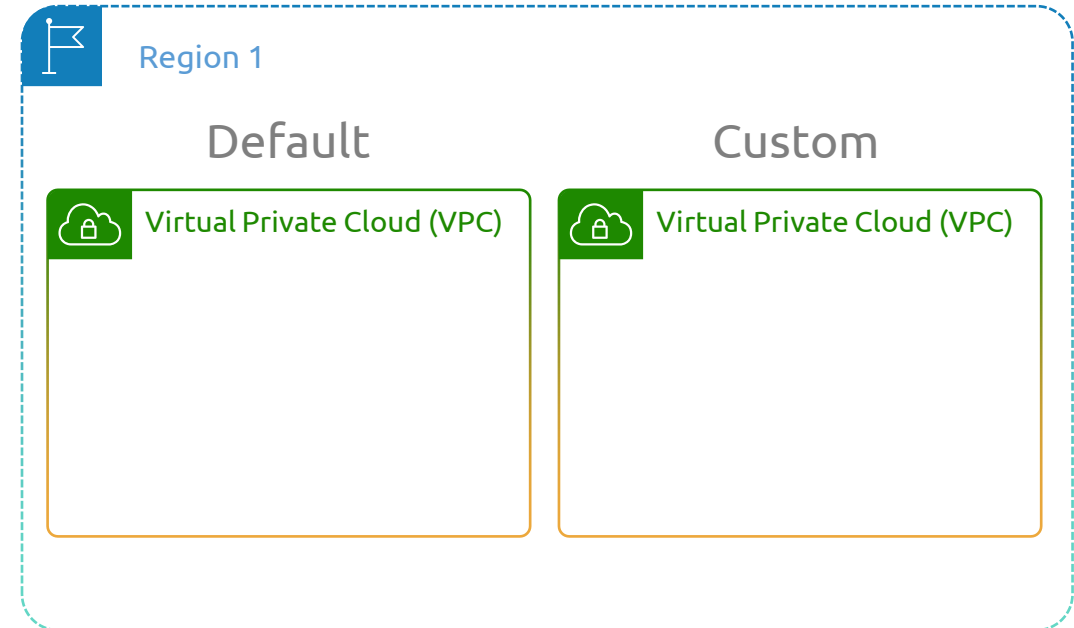 Region 1
Default
Custom
Virtual Private Cloud (VPC)
Virtual Private Cloud (VPC)